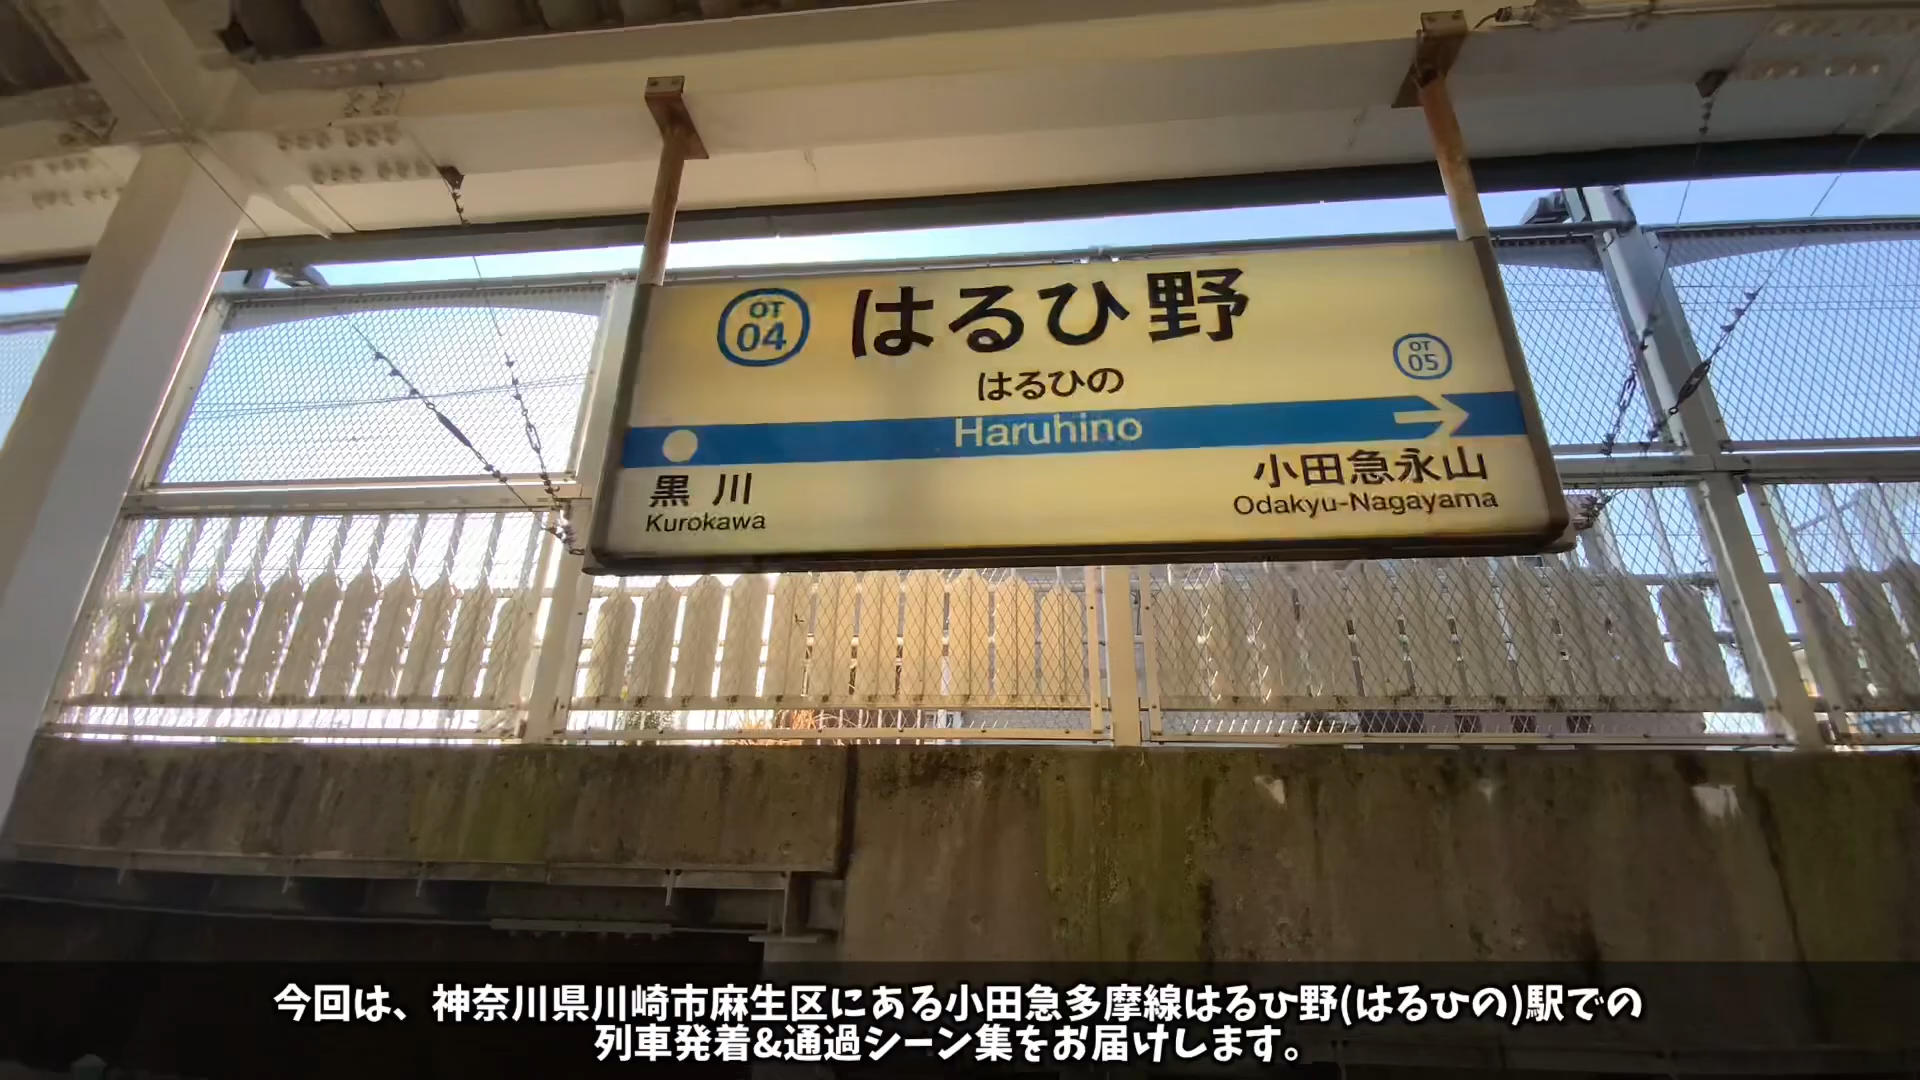 OT
04
はるひ野
はるひの
Haruhino
OT
05
黒川
Kurokawa
小田急永山
Odakyu-Nagayama
今回は、神奈川県川崎市麻生区にある小田急多摩線はるひ野(はるひの)駅での
列車発着&通過シーン集をお届けします。